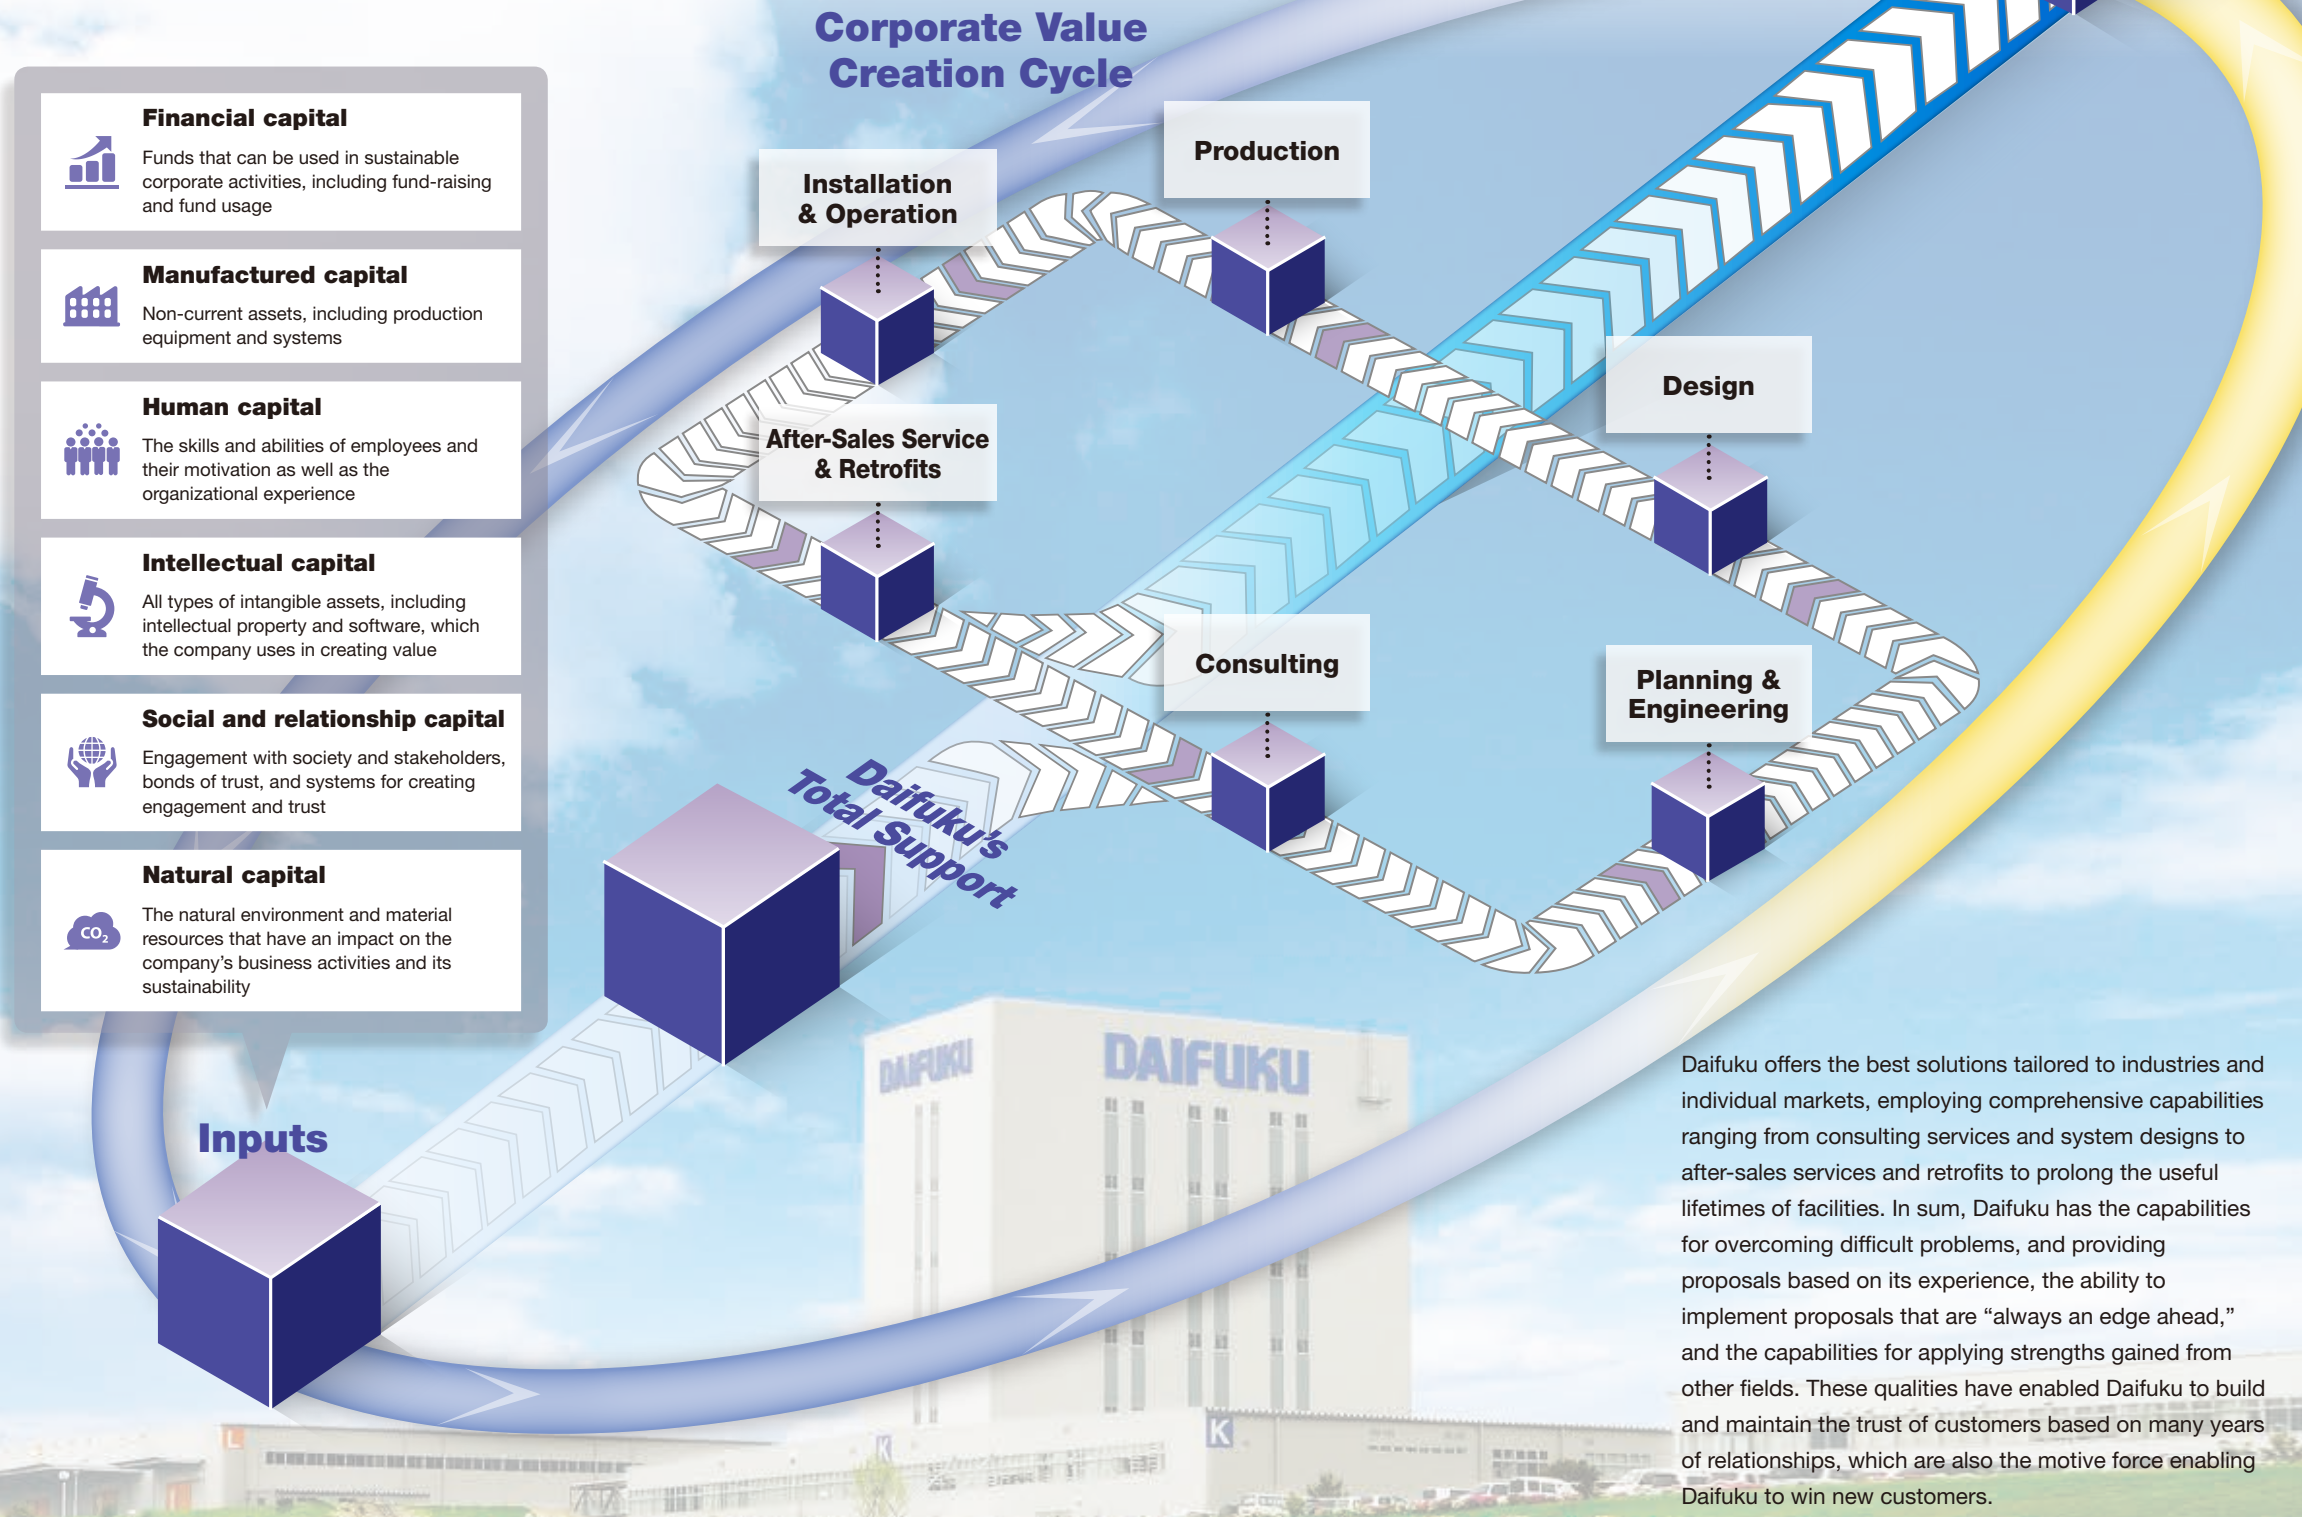 Corporate Value
Creation Cycle
Financial capital
Funds that can be used in sustainable
corporate activities, including fund-raising
and fund usage
Manufactured capital
Non-current assets, including production
equipment and systems
Human capital
The skills and abilities of employees and
their motivation as well as the
organizational experience
Intellectual capital
All types of intangible assets, including
intellectual property and software, which
the company uses in creating value
Social and relationship capital
Engagement with society and stakeholders,
bonds of trust, and systems for creating
engagement and trust
Natural capital
CO₂
The natural environment and material
resources that have an impact on the
company’s business activities and its
sustainability
Inputs
Production
Installation
& Operation
Design
After-Sales Service
& Retrofits
Consulting
Planning &
Engineering
Daifuku’s
Total Support
DAIFUKU
DAIFUKU
L
K
K
Daifuku offers the best solutions tailored to industries and
individual markets, employing comprehensive capabilities
ranging from consulting services and system designs to
after-sales services and retrofits to prolong the useful
lifetimes of facilities. In sum, Daifuku has the capabilities
for overcoming difficult problems, and providing
proposals based on its experience, the ability to
implement proposals that are “always an edge ahead,”
and the capabilities for applying strengths gained from
other fields. These qualities have enabled Daifuku to build
and maintain the trust of customers based on many years
of relationships, which are also the motive force enabling
Daifuku to win new customers.